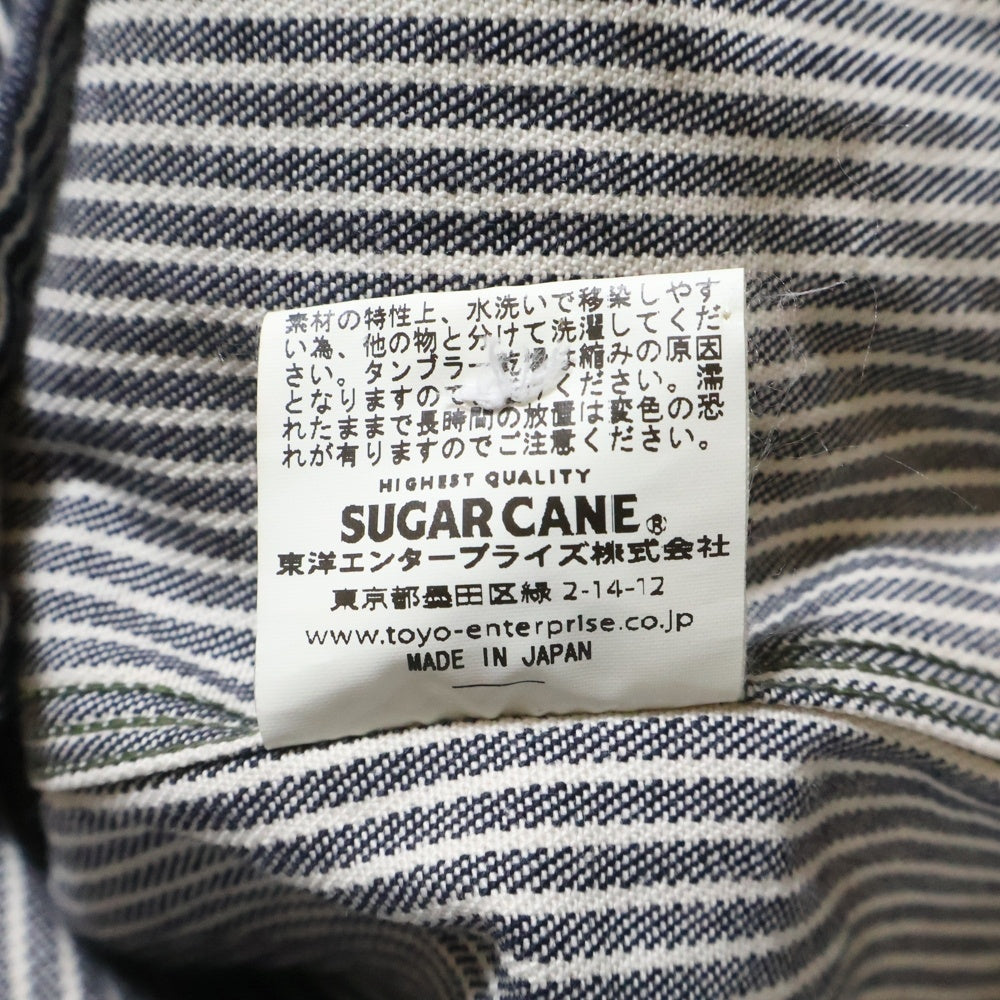 素材の特性上、水洗いで移染しやす
い為、他の物と分けて洗濯してくだ
さい。タンブラー乾燥は縮みの原因
となりますので ください。濡
れたままで長時間の放置は変色の恐
れが有りますのでご注意ください。
HIGHEST QUALITY
SUGAR CANE®
東洋エンタープライズ株式会社
東京都墨田区緑 2-14-12
www.toyo-enterprise.co.jp
MADE IN JAPAN